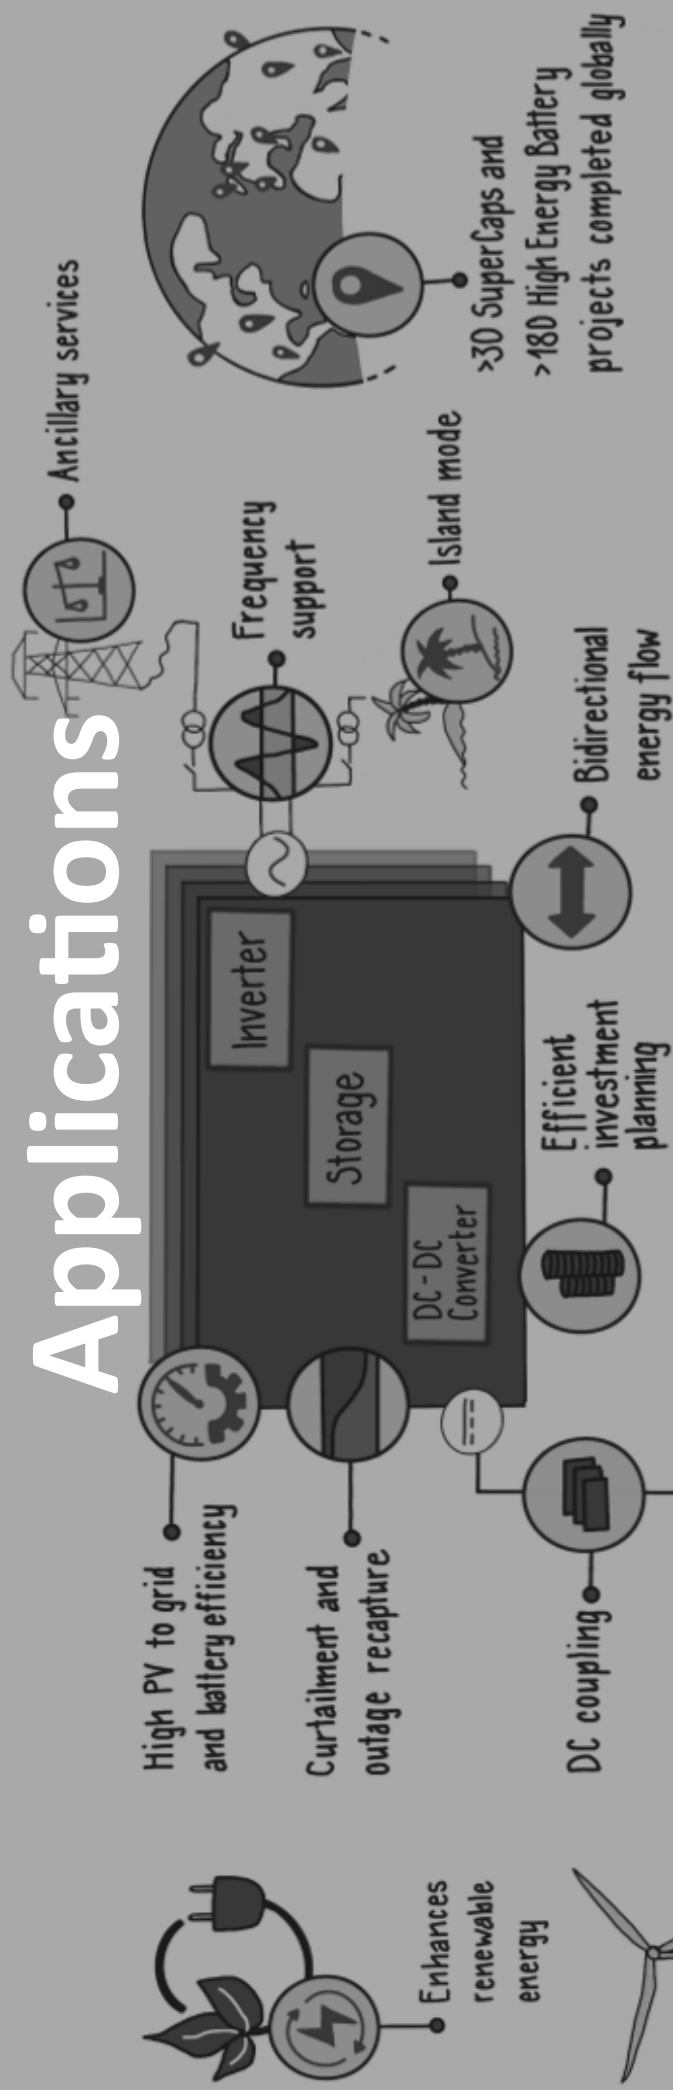 Applications
Enhances
renewable
energy
High PV to grid
and battery efficiency
Curtailment and
outage recapture
DC coupling
Inverter
Storage
DC-DC
Converter
Efficient
investment
planning
Bidirectional
energy flow
Ancillary services
Frequency
support
Island mode
>30 SuperCaps and
>180 High Energy Battery
projects completed globally